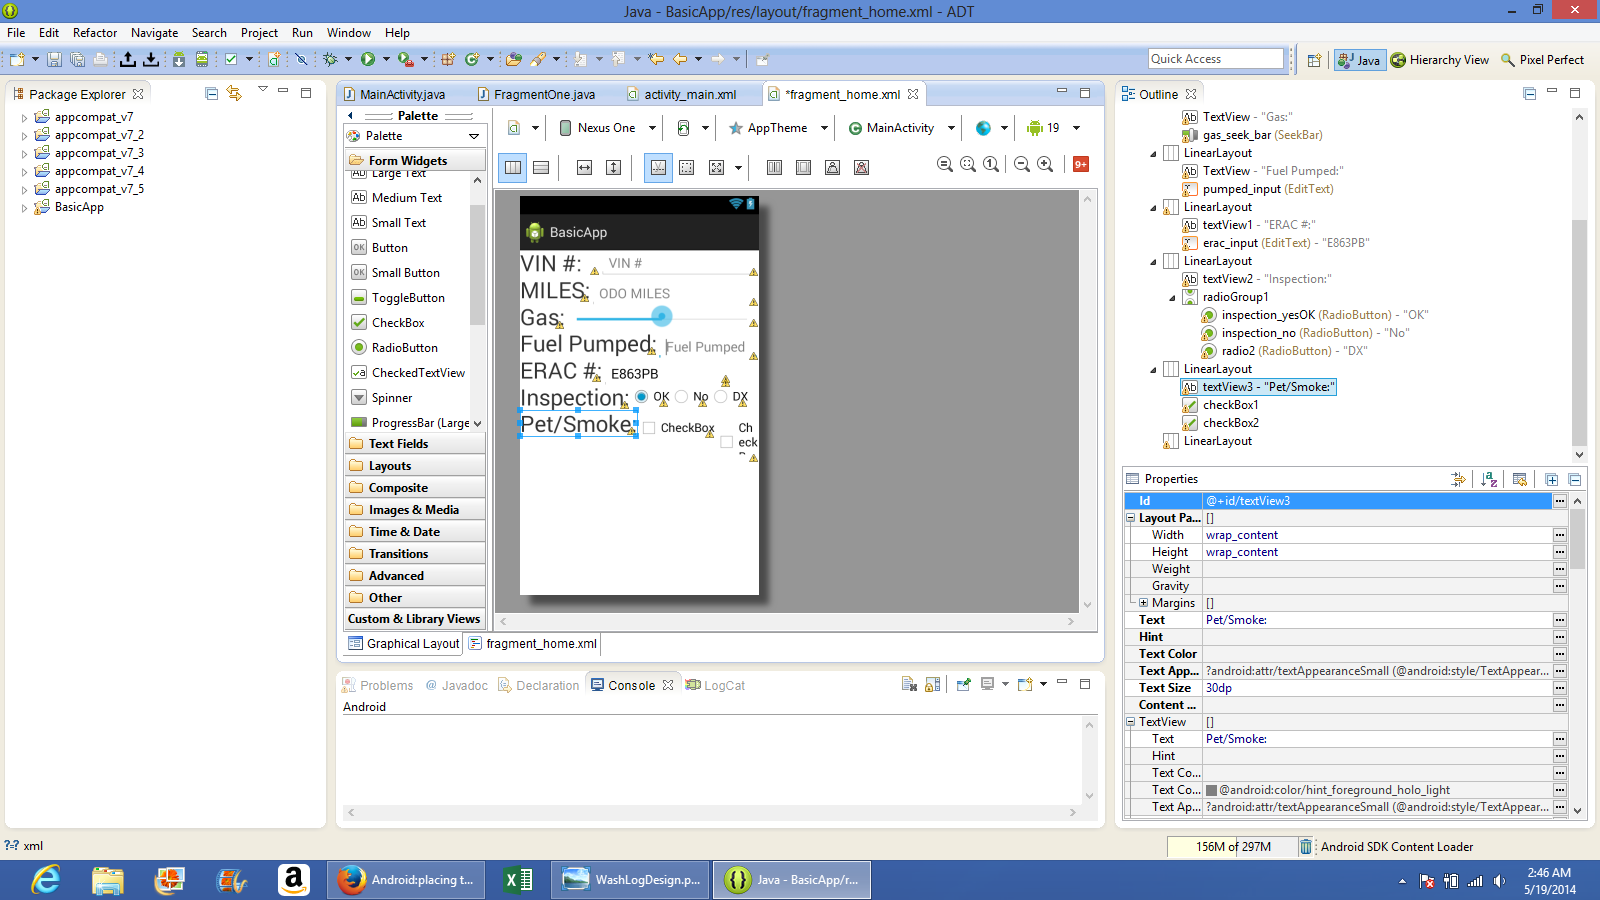 Java - BasicApp/res/layout/fragment_home.xml - ADT
File Edit Refactor Navigate Search Project Run Window Help
Quick Access
Java
Hierarchy View
Pixel Perfect
Package Explorer
appcompat_v7
appcompat_v7_2
appcompat_v7_3
appcompat_v7_4
appcompat_v7_5
BasicApp
MainActivity.java
FragmentOne.java
activity_main.xml
*fragment_home.xml
Palette
Palette
Form Widgets
Large Text
Medium Text
Small Text
Button
Small Button
ToggleButton
CheckBox
RadioButton
CheckedTextView
Spinner
ProgressBar (Large
Text Fields
Layouts
Composite
Images & Media
Time & Date
Transitions
Advanced
Other
Custom & Library Views
Nexus One
AppTheme
MainActivity
19
9+
BasicApp
VIN #: VIN #
MILES: ODO MILES
Gas:
Fuel Pumped: Fuel Pumped
ERAC #: E863PB
Inspection: OK No DX
Pet/Smoke: CheckBox Ch
eck
Graphical Layout
fragment_home.xml
Problems
@ Javadoc
Declaration
Console
LogCat
Android
Outline
TextView - "Gas:"
gas_seek_bar (SeekBar)
LinearLayout
TextView - "Fuel Pumped:"
pumped_input (EditText)
LinearLayout
textView1 - "ERAC #:"
erac_input (EditText) - "E863PB"
LinearLayout
textView2 - "Inspection:"
radioGroup1
inspection_yesOK (RadioButton) - "OK"
inspection_no (RadioButton) - "No"
radio2 (RadioButton) - "DX"
LinearLayout
textView3 - "Pet/Smoke:"
checkBox1
checkBox2
LinearLayout
Properties
Id @+id/textView3
Layout Pa... []
Width wrap_content
Height wrap_content
Weight
Gravity
Margins []
Text Pet/Smoke:
Hint
Text Color
Text App... ?android:attr/textAppearanceSmall (@android:style/TextAppear...
Text Size 30dp
Content ...
TextView []
Text Pet/Smoke:
Hint
Text Co...
Text Co... @android:color/hint_foreground_holo_light
Text Ap... ?android:attr/textAppearanceSmall (@android:style/TextAppear...
xml
156M of 297M
Android SDK Content Loader
Android:placing t...
WashLogDesign.p...
Java - BasicApp/r...
2:46 AM
5/19/2014